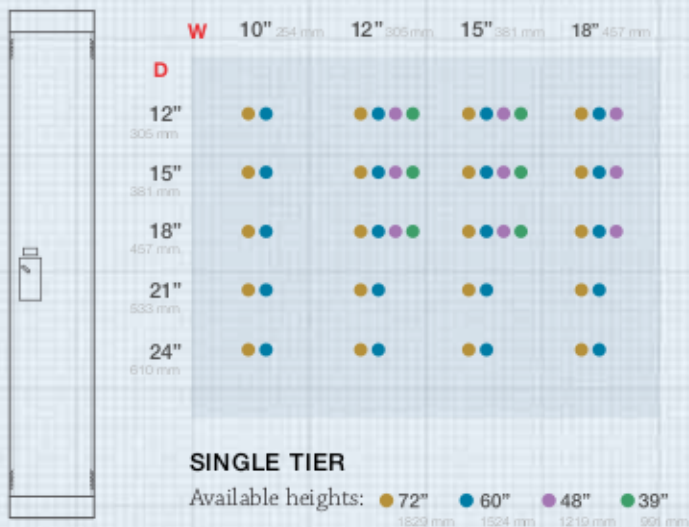 W 10” 254 mm 12” 305 mm 15” 381 mm 18” 457 mm
D
12”
305 mm
15”
381 mm
18”
457 mm
21”
533 mm
24”
610 mm
SINGLE TIER
Available heights: 72” 60” 48” 39”
1829 mm 1524 mm 1219 mm 991 mm